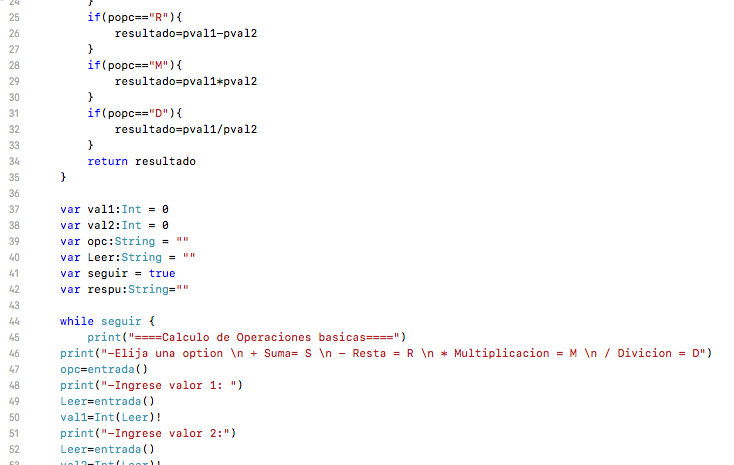 24 }
25 if(popc=="R"){
26 resultado=pval1-pval2
27 }
28 if(popc=="M"){
29 resultado=pval1*pval2
30 }
31 if(popc=="D"){
32 resultado=pval1/pval2
33 }
34 return resultado
35 }
36
37 var val1:Int = 0
38 var val2:Int = 0
39 var opc:String = ""
40 var Leer:String = ""
41 var seguir = true
42 var respu:String=""
43
44 while seguir {
45 print("====Calculo de Operaciones basicas====")
46 print("-Elija una option \n + Suma= S \n - Resta = R \n * Multiplicacion = M \n / Divicion = D")
47 opc=entrada()
48 print("-Ingrese valor 1: ")
49 Leer=entrada()
50 val1=Int(Leer)!
51 print("-Ingrese valor 2:")
52 Leer=entrada()
53 val2=Int(Leer)!